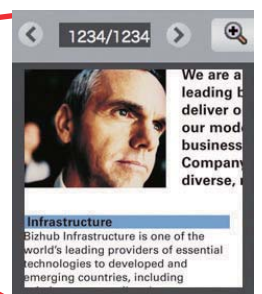 1234/1234
We are a
leading
deliver
our
business
Company
diverse,
Infrastructure
Bizhub Infrastructure is one of the
world's leading providers of essential
technologies to developed and
emerging countries, including